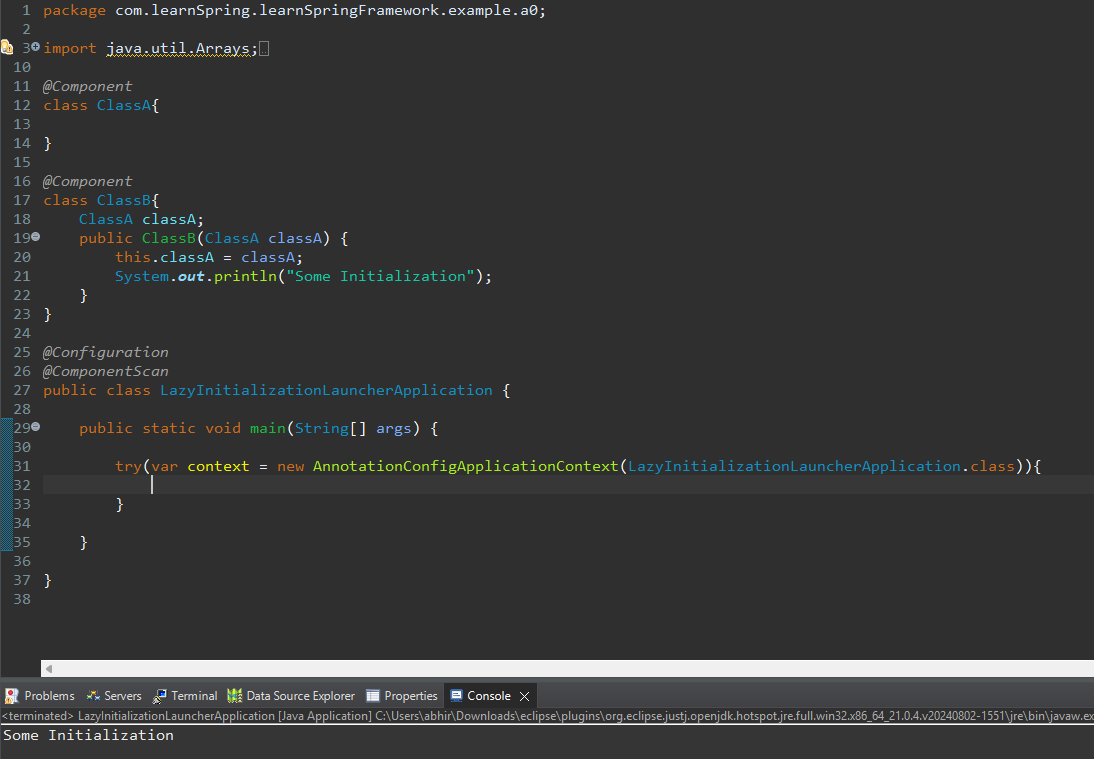 1 package com.learnSpring.learnSpringFramework.example.a0;
2
3 import java.util.Arrays;
10
11 @Component
12 class ClassA{
13
14 }
15
16 @Component
17 class ClassB{
18     ClassA classA;
19     public ClassB(ClassA classA) {
20         this.classA = classA;
21         System.out.println("Some Initialization");
22     }
23 }
24
25 @Configuration
26 @ComponentScan
27 public class LazyInitializationLauncherApplication {
28
29     public static void main(String[] args) {
30
31         try(var context = new AnnotationConfigApplicationContext(LazyInitializationLauncherApplication.class)){
32
33         }
34
35     }
36
37 }
38
Problems Servers Terminal Data Source Explorer Properties Console
<terminated> LazyInitializationLauncherApplication [Java Application] C:\Users\abhir\Downloads\eclipse\plugins\org.eclipse.justj.openjdk.hotspot.jre.full.win32.x86_64_21.0.4.v20240802-1551\jre\bin\javaw.ex
Some Initialization